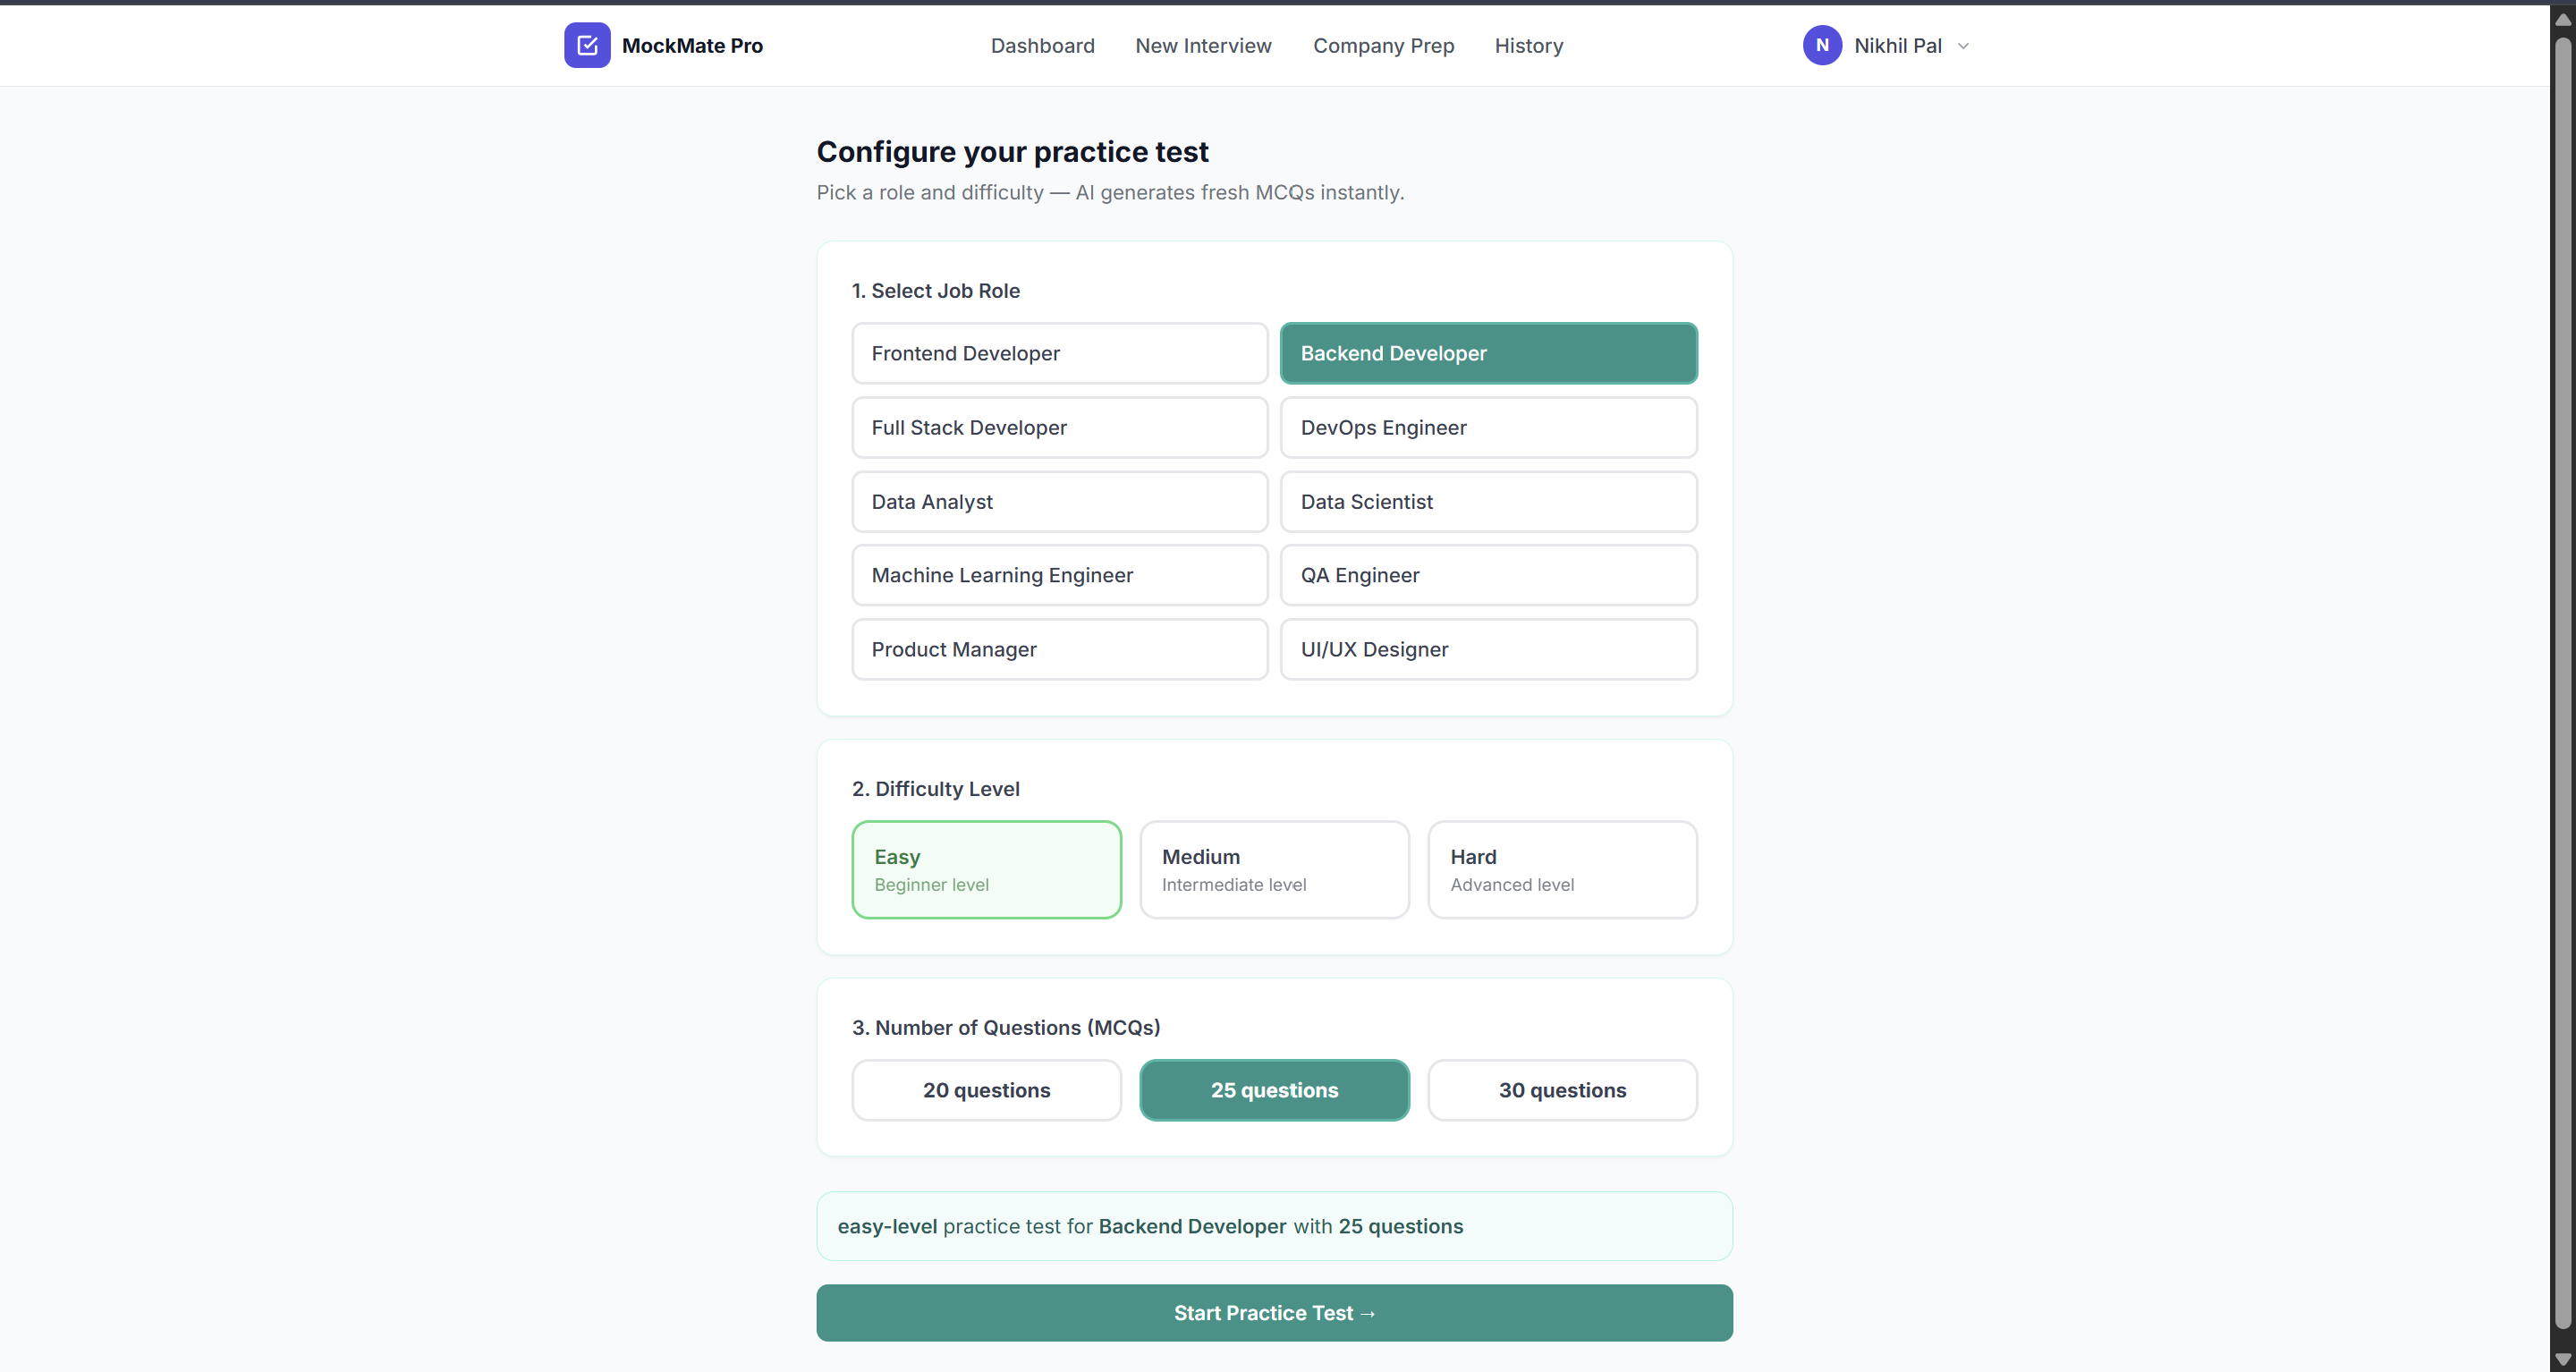 MockMate Pro
Dashboard New Interview Company Prep History
N Nikhil Pal
Configure your practice test
Pick a role and difficulty — AI generates fresh MCQs instantly.
1. Select Job Role
Frontend Developer
Backend Developer
Full Stack Developer
DevOps Engineer
Data Analyst
Data Scientist
Machine Learning Engineer
QA Engineer
Product Manager
UI/UX Designer
2. Difficulty Level
Easy
Beginner level
Medium
Intermediate level
Hard
Advanced level
3. Number of Questions (MCQs)
20 questions
25 questions
30 questions
easy-level practice test for Backend Developer with 25 questions
Start Practice Test →